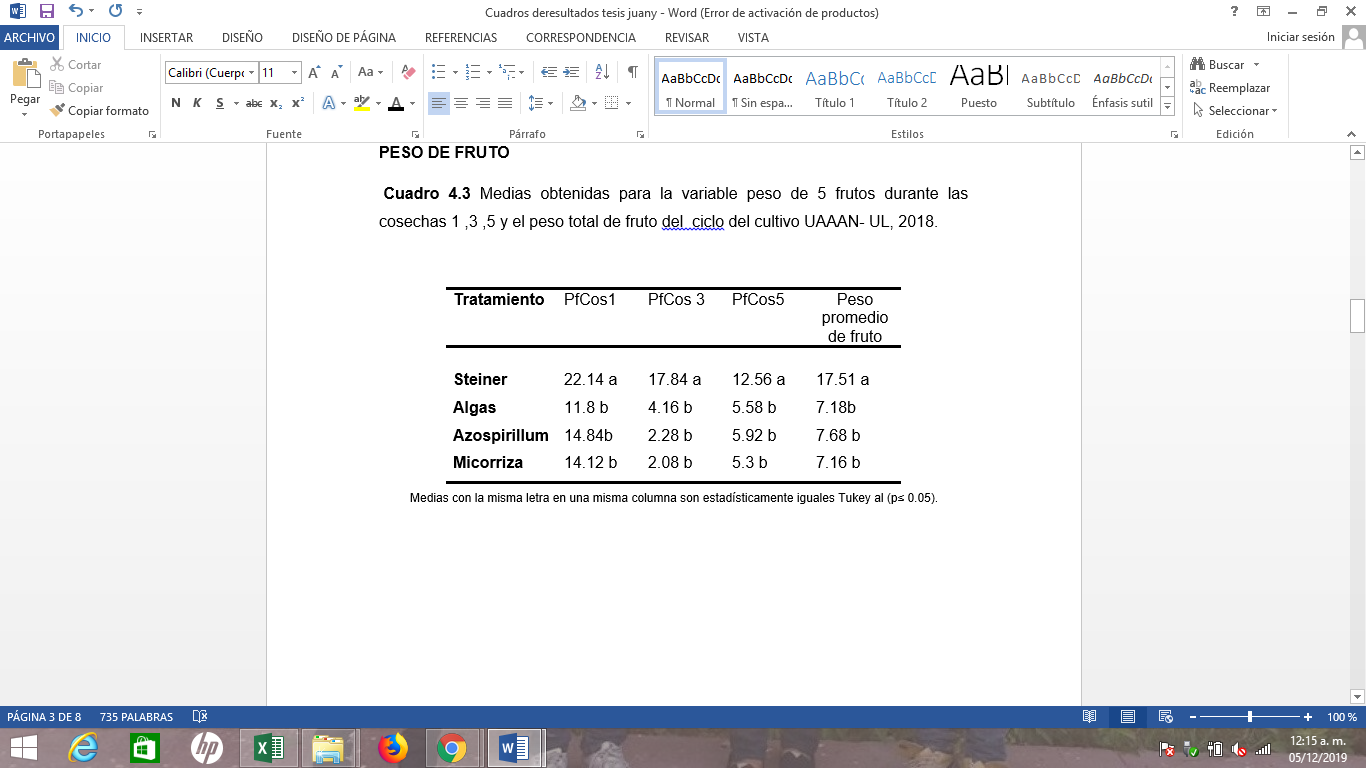 Cuadros deresultados tesis juany - Word (Error de activación de productos)
ARCHIVO INICIO INSERTAR DISEÑO DISEÑO DE PÁGINA REFERENCIAS CORRESPONDENCIA REVISAR VISTA Iniciar sesión
Pegar
Cortar
Copiar
Copiar formato
Portapapeles
Calibri (Cuerpo 11
N K S abc x₂ x²
Fuente
Párrafo
AaBbCcDc AaBbCcDc AaBbCc AaBbCcD AaBl AaBbCcD AaBbCcDc
¶ Normal ¶ Sin espa... Título 1 Título 2 Puesto Subtítulo Énfasis sutil
Estilos
Buscar
Reemplazar
Seleccionar
Edición
PESO DE FRUTO
Cuadro 4.3 Medias obtenidas para la variable peso de 5 frutos durante las
cosechas 1 ,3 ,5 y el peso total de fruto del ciclo del cultivo UAAAN- UL, 2018.
Tratamiento PfCos1 PfCos 3 PfCos5 Peso
promedio
de fruto
Steiner 22.14 a 17.84 a 12.56 a 17.51 a
Algas 11.8 b 4.16 b 5.58 b 7.18b
Azospirillum 14.84b 2.28 b 5.92 b 7.68 b
Micorriza 14.12 b 2.08 b 5.3 b 7.16 b
Medias con la misma letra en una misma columna son estadísticamente iguales Tukey al (p≤ 0.05).
PÁGINA 3 DE 8 735 PALABRAS 100 %
12:15 a. m.
05/12/2019